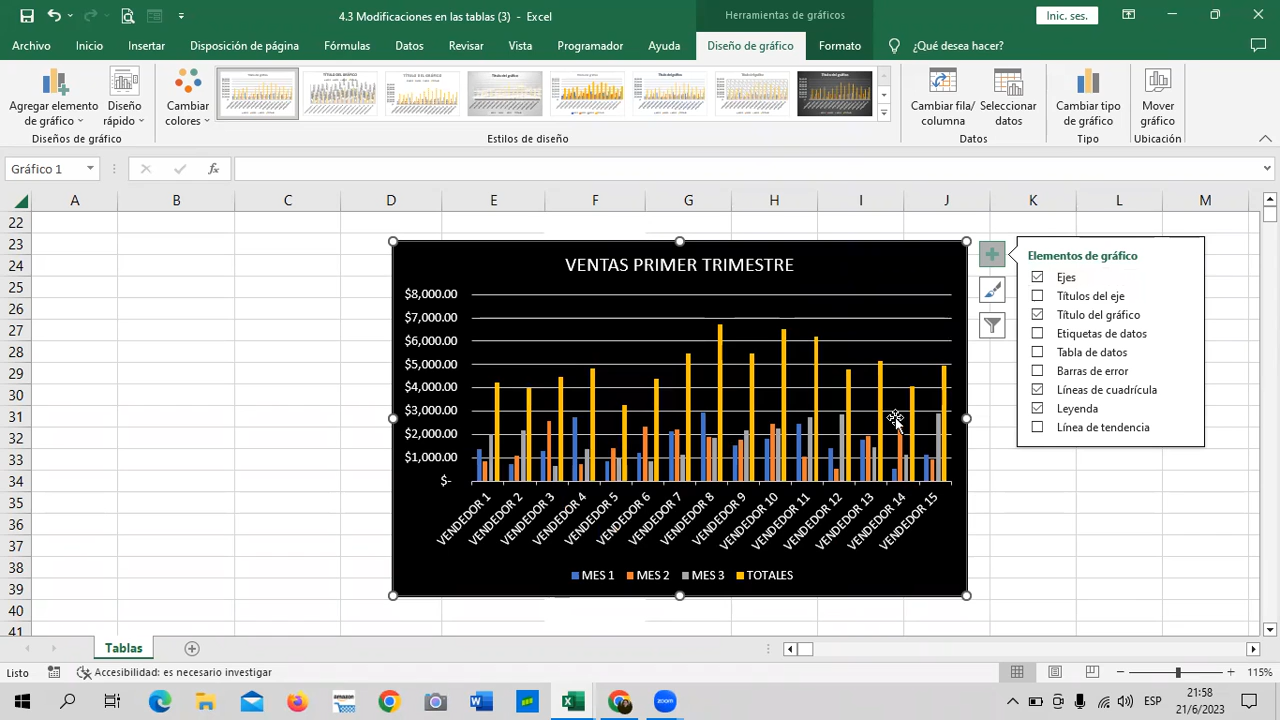 4.3 Modificaciones en las tablas (3) - Excel
Herramientas de gráficos
Inic. ses.
Archivo Inicio Insertar Disposición de página Fórmulas Datos Revisar Vista Programador Ayuda Diseño de gráfico Formato ¿Qué desea hacer?
Agregar elemento de gráfico
Diseño rápido
Cambiar colores
Cambiar fila/columna
Seleccionar datos
Cambiar tipo de gráfico
Mover gráfico
Diseños de gráfico Estilos de diseño Datos Tipo Ubicación
Gráfico 1
fx
A B C D E F G H I J K L M
22
23
24
25
26
27
28
29
30
31
32
33
34
35
36
37
38
39
40
41
VENTAS PRIMER TRIMESTRE
$8,000.00
$7,000.00
$6,000.00
$5,000.00
$4,000.00
$3,000.00
$2,000.00
$1,000.00
$-
VENDEDOR 1
VENDEDOR 2
VENDEDOR 3
VENDEDOR 4
VENDEDOR 5
VENDEDOR 6
VENDEDOR 7
VENDEDOR 8
VENDEDOR 9
VENDEDOR 10
VENDEDOR 11
VENDEDOR 12
VENDEDOR 13
VENDEDOR 14
VENDEDOR 15
MES 1 MES 2 MES 3 TOTALES
Elementos de gráfico
Ejes
Títulos del eje
Título del gráfico
Etiquetas de datos
Tabla de datos
Barras de error
Líneas de cuadrícula
Leyenda
Línea de tendencia
Tablas
Listo
Accesibilidad: es necesario investigar
115%
amazon
zoom
ESP
21:58
21/6/2023